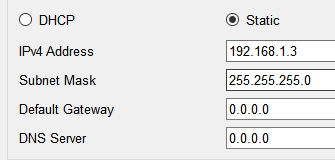 DHCP Static
IPv4 Address 192.168.1.3
Subnet Mask 255.255.255.0
Default Gateway 0.0.0.0
DNS Server 0.0.0.0